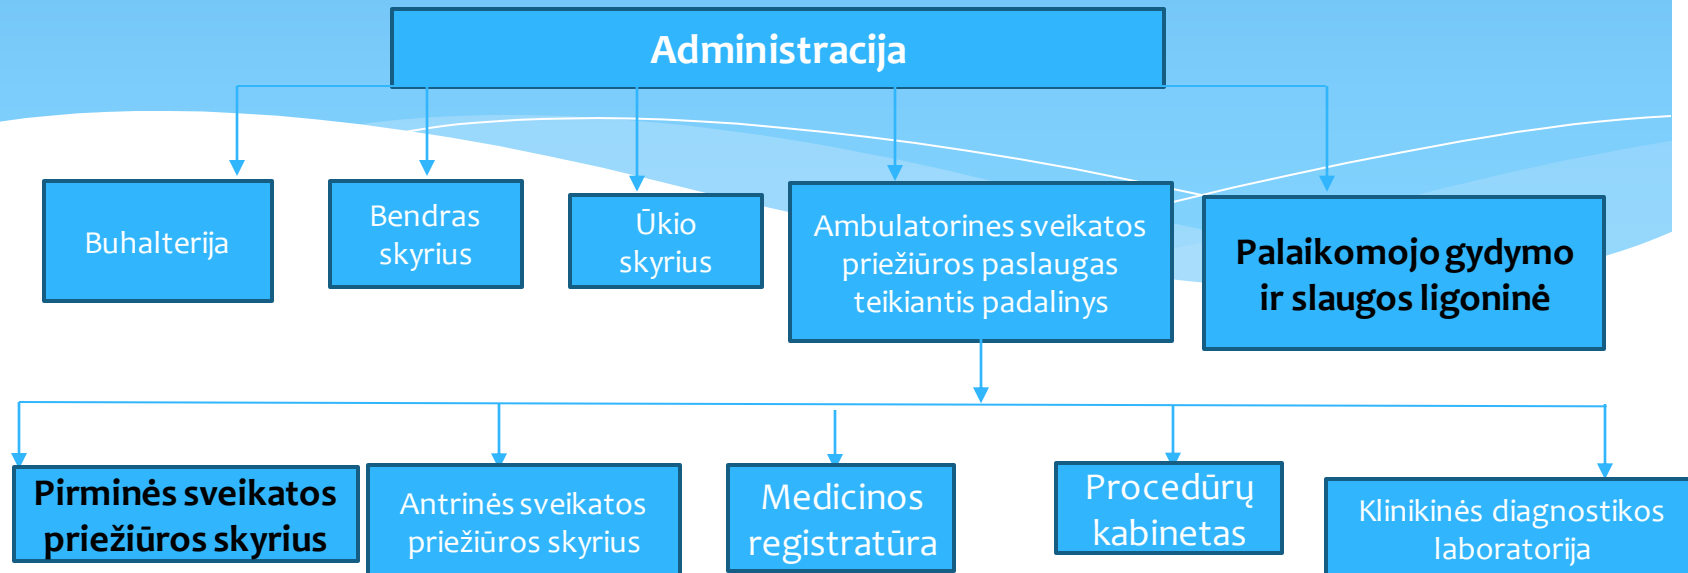 Administracija
Buhalterija
Bendras
skyrius
Ūkio
skyrius
Ambulatorines sveikatos
priežiūros paslaugas
teikiantis padalinys
Palaikomojo gydymo
ir slaugos ligoninė
Pirminės sveikatos
priežiūros skyrius
Antrinės sveikatos
priežiūros skyrius
Medicinos
registratūra
Procedūrų
kabinetas
Klinikinės diagnostikos
laboratorija